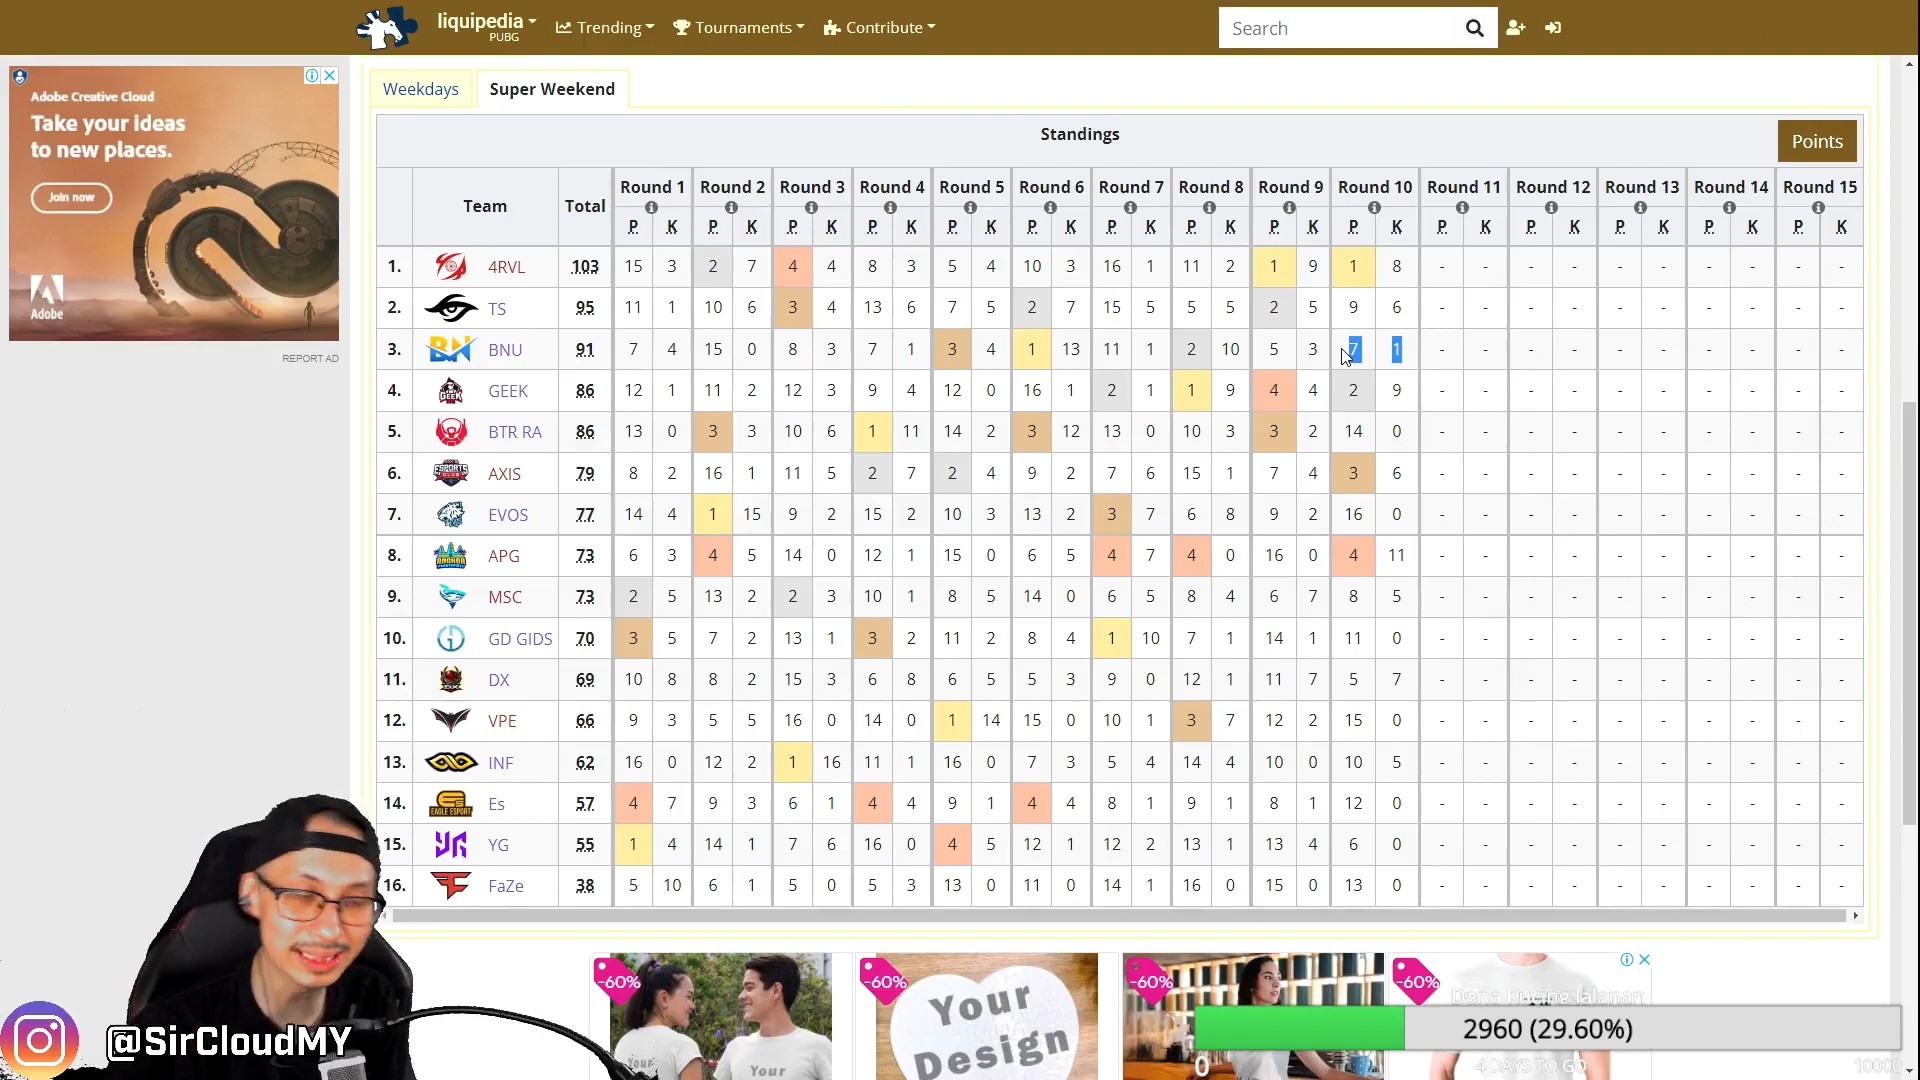 liquipedia
PUBG
Trending
Tournaments
Contribute
Search
Adobe Creative Cloud
Take your ideas
to new places.
Join now
Adobe
REPORT AD
Weekdays
Super Weekend
Standings
Points
Team Total Round 1 Round 2 Round 3 Round 4 Round 5 Round 6 Round 7 Round 8 Round 9 Round 10 Round 11 Round 12 Round 13 Round 14 Round 15
P. K P. K P. K P. K P. K P. K P. K P. K P. K P. K P. K P. K P. K P. K P. K
1. 4RVL 103 15 3 2 7 4 4 8 3 5 4 10 3 16 1 11 2 1 9 1 8 - - - - - - - - - -
2. TS 95 11 1 10 6 3 4 13 6 7 5 2 7 15 5 5 5 2 5 9 6 - - - - - - - - - -
3. BN BNU 91 7 4 15 0 8 3 7 1 3 4 1 13 11 1 2 10 5 3 7 1 - - - - - - - - - -
4. GEEK GEEK 86 12 1 11 2 12 3 9 4 12 0 16 1 2 1 1 9 4 4 2 9 - - - - - - - - - -
5. BTR RA 86 13 0 3 3 10 6 1 11 14 2 3 12 13 0 10 3 3 2 14 0 - - - - - - - - - -
6. AXIS 79 8 2 16 1 11 5 2 7 2 4 9 2 7 6 15 1 7 4 3 6 - - - - - - - - - -
7. EVOS 77 14 4 1 15 9 2 15 2 10 3 13 2 3 7 6 8 9 2 16 0 - - - - - - - - - -
8. APG 73 6 3 4 5 14 0 12 1 15 0 6 5 4 7 4 0 16 0 4 11 - - - - - - - - - -
9. MSC 73 2 5 13 2 2 3 10 1 8 5 14 0 6 5 8 4 6 7 8 5 - - - - - - - - - -
10. GD GIDS 70 3 5 7 2 13 1 3 2 11 2 8 4 1 10 7 1 14 1 11 0 - - - - - - - - - -
11. DX 69 10 8 8 2 15 3 6 8 6 5 5 3 9 0 12 1 11 7 5 7 - - - - - - - - - -
12. VPE 66 9 3 5 5 16 0 14 0 1 14 15 0 10 1 3 7 12 2 15 0 - - - - - - - - - -
13. INF 62 16 0 12 2 1 16 11 1 16 0 7 3 5 4 14 4 10 0 10 5 - - - - - - - - - -
14. EAGLE ESPORT Es 57 4 7 9 3 6 1 4 4 9 1 4 4 8 1 9 1 8 1 12 0 - - - - - - - - - -
15. YG 55 1 4 14 1 7 6 16 0 4 5 12 1 12 2 13 1 13 4 6 0 - - - - - - - - - -
16. FaZe 38 5 10 6 1 5 0 5 3 13 0 11 0 14 1 16 0 15 0 13 0 - - - - - - - - - -
-60% -60% -60% -60%
Your
Your
Your
Design
Dana Kucing Jalanan
2960 (29.60%)
0
4 DAYS TO GO
10000
@SirCloudMY